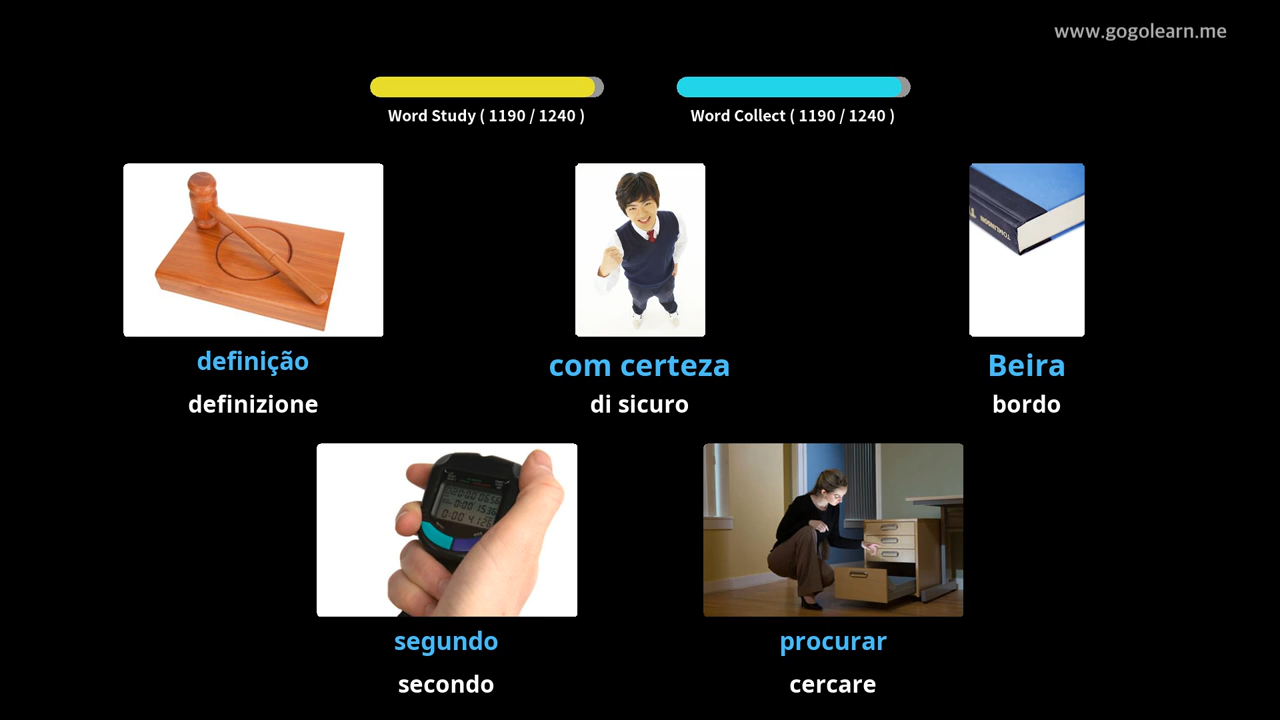 www.gogolearn.me
Word Study ( 1190 / 1240 )
Word Collect ( 1190 / 1240 )
definição
com certeza
Beira
definizione
di sicuro
bordo
segundo
procurar
secondo
cercare